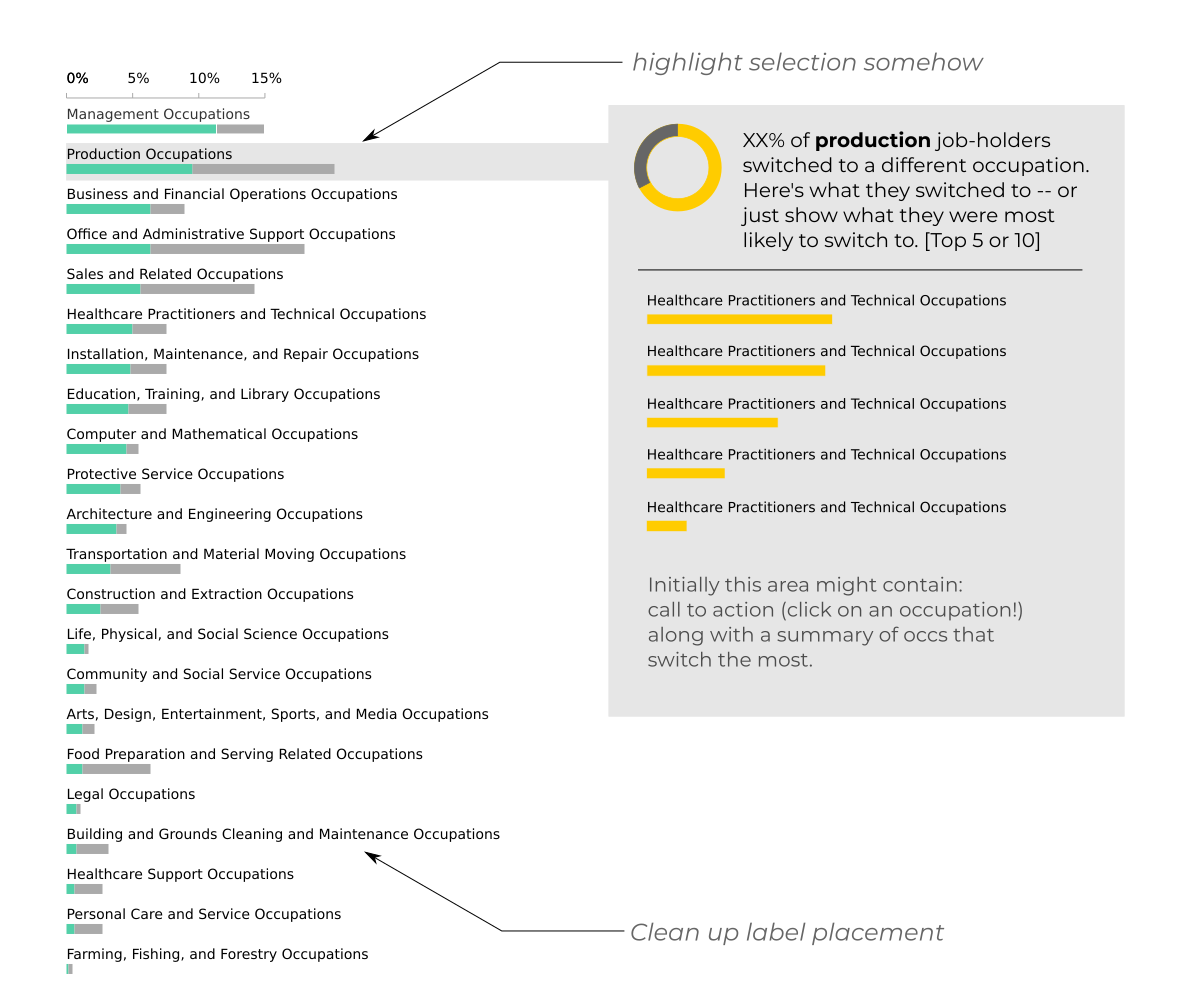 highlight selection somehow
0% 5% 10% 15%
Management Occupations
Production Occupations
Business and Financial Operations Occupations
Office and Administrative Support Occupations
Sales and Related Occupations
Healthcare Practitioners and Technical Occupations
Installation, Maintenance, and Repair Occupations
Education, Training, and Library Occupations
Computer and Mathematical Occupations
Protective Service Occupations
Architecture and Engineering Occupations
Transportation and Material Moving Occupations
Construction and Extraction Occupations
Life, Physical, and Social Science Occupations
Community and Social Service Occupations
Arts, Design, Entertainment, Sports, and Media Occupations
Food Preparation and Serving Related Occupations
Legal Occupations
Building and Grounds Cleaning and Maintenance Occupations
Healthcare Support Occupations
Personal Care and Service Occupations
Farming, Fishing, and Forestry Occupations
XX% of production job-holders
switched to a different occupation.
Here's what they switched to -- or
just show what they were most
likely to switch to. [Top 5 or 10]
Healthcare Practitioners and Technical Occupations
Healthcare Practitioners and Technical Occupations
Healthcare Practitioners and Technical Occupations
Healthcare Practitioners and Technical Occupations
Healthcare Practitioners and Technical Occupations
Initially this area might contain:
call to action (click on an occupation!)
along with a summary of occs that
switch the most.
Clean up label placement